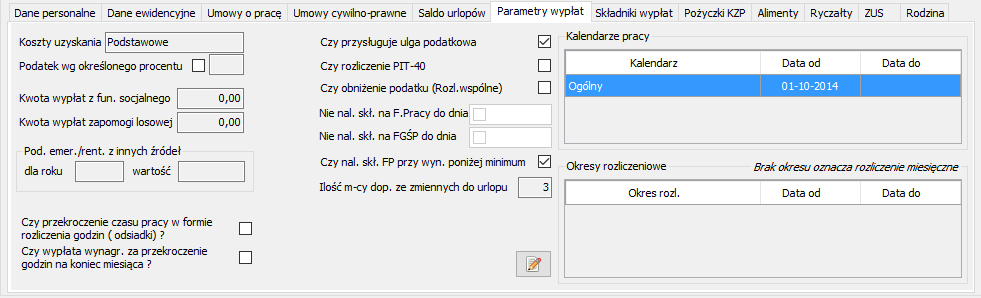 Dane personalne Dane ewidencyjne Umowy o pracę Umowy cywilno-prawne Saldo urlopów Parametry wypłat Składniki wypłat Pożyczki KZP Alimenty Ryczałty ZUS Rodzina
Koszty uzyskania Podstawowe
Podatek wg określonego procentu
Kwota wypłat z fun. socjalnego 0,00
Kwota wypłat zapomogi losowej 0,00
Pod. emer./rent. z innych źródeł
dla roku wartość
Czy przekroczenie czasu pracy w formie
rozliczenia godzin ( odsiadki) ?
Czy wypłata wynagr. za przekroczenie
godzin na koniec miesiąca ?
Czy przysługuje ulga podatkowa
Czy rozliczenie PIT-40
Czy obniżenie podatku (Rozl.wspólne)
Nie nal. skł. na F.Pracy do dnia
Nie nal. skł. na FGŚP do dnia
Czy nal. skł. FP przy wyn. poniżej minimum
Ilość m-cy dop. ze zmiennych do urlopu 3
Kalendarze pracy
Kalendarz Data od Data do
Ogólny 01-10-2014
Okresy rozliczeniowe Brak okresu oznacza rozliczenie miesięczne
Okres rozl. Data od Data do